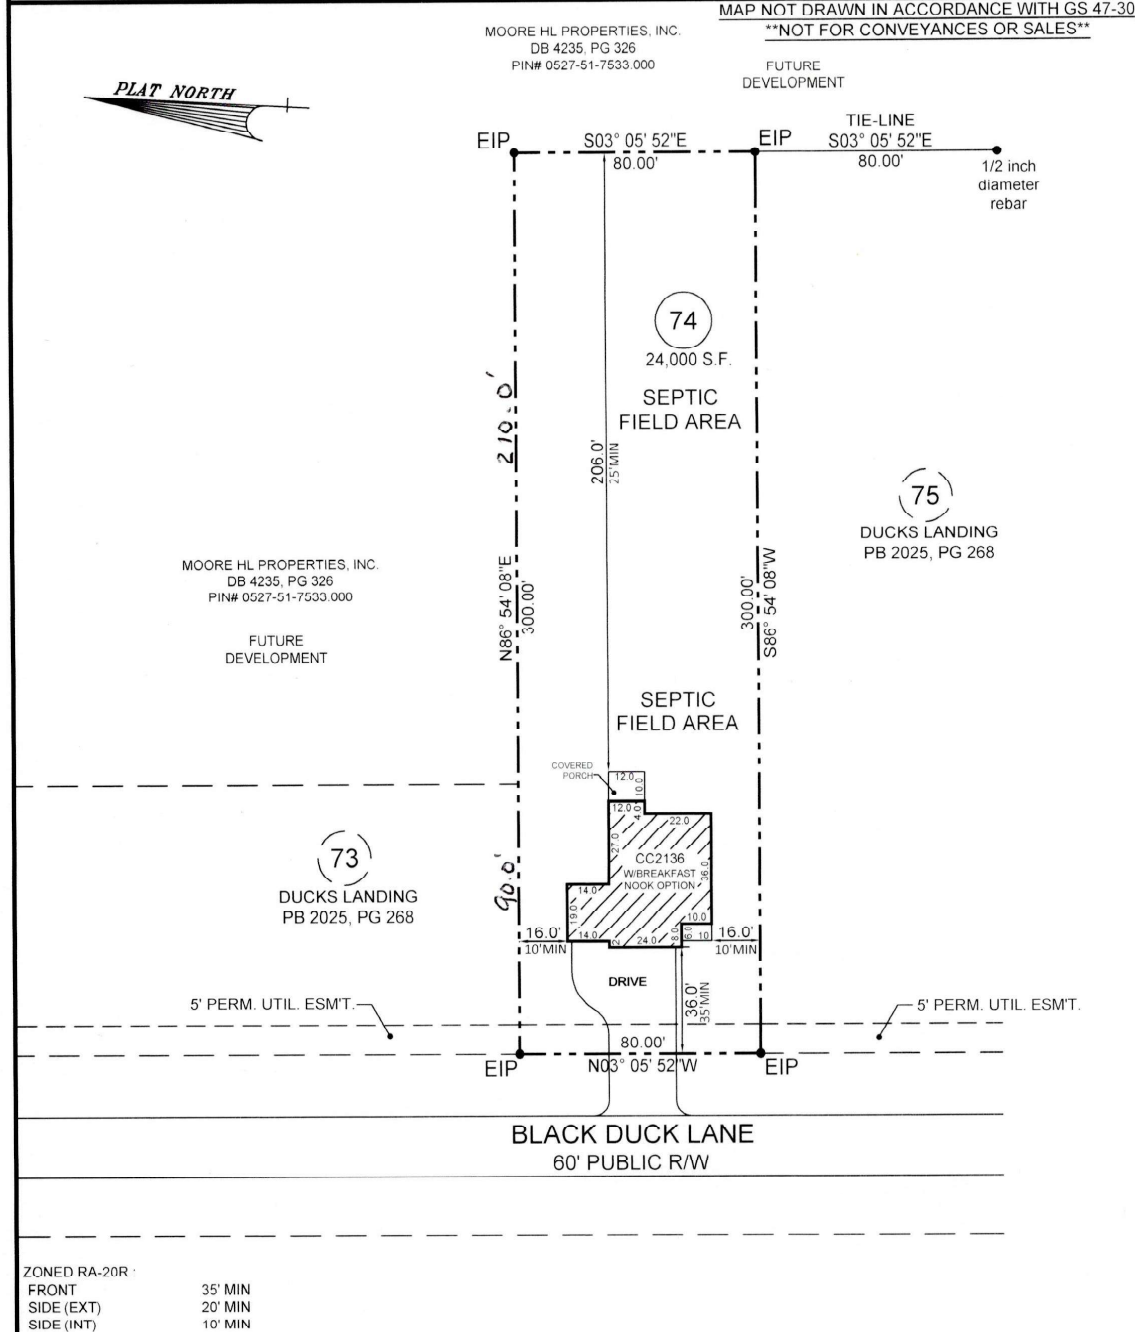 MAP NOT DRAWN IN ACCORDANCE WITH GS 47-30
**NOT FOR CONVEYANCES OR SALES**
MOORE HL PROPERTIES, INC.
DB 4235, PG 326
PIN# 0527-51-7533.000
FUTURE
DEVELOPMENT
PLAT NORTH
EIP
S03° 05' 52"E
80.00'
EIP
TIE-LINE
S03° 05' 52"E
80.00'
1/2 inch
diameter
rebar
74
24,000 S.F.
SEPTIC
FIELD AREA
210.0'
206.0'
25'MIN
75
DUCKS LANDING
PB 2025, PG 268
MOORE HL PROPERTIES, INC.
DB 4235, PG 326
PIN# 0527-51-7533.000
FUTURE
DEVELOPMENT
N86° 54' 08"E
300.00'
300.00'
S86° 54' 08"W
SEPTIC
FIELD AREA
COVERED
PORCH
12.0
10.0
12.0
4.0
22.0
27.0
CC2136
W/BREAKFAST
NOOK OPTION
36.0
73
DUCKS LANDING
PB 2025, PG 268
90.0'
14.0
19.0
14.0
2
24.0
8.0
10.0
6.0
10
16.0'
10'MIN
16.0'
10'MIN
DRIVE
36.0'
35'MIN
5' PERM. UTIL. ESM'T.
5' PERM. UTIL. ESM'T.
80.00'
EIP
N03° 05' 52"W
EIP
BLACK DUCK LANE
60' PUBLIC R/W
ZONED RA-20R :
FRONT 35' MIN
SIDE (EXT) 20' MIN
SIDE (INT) 10' MIN